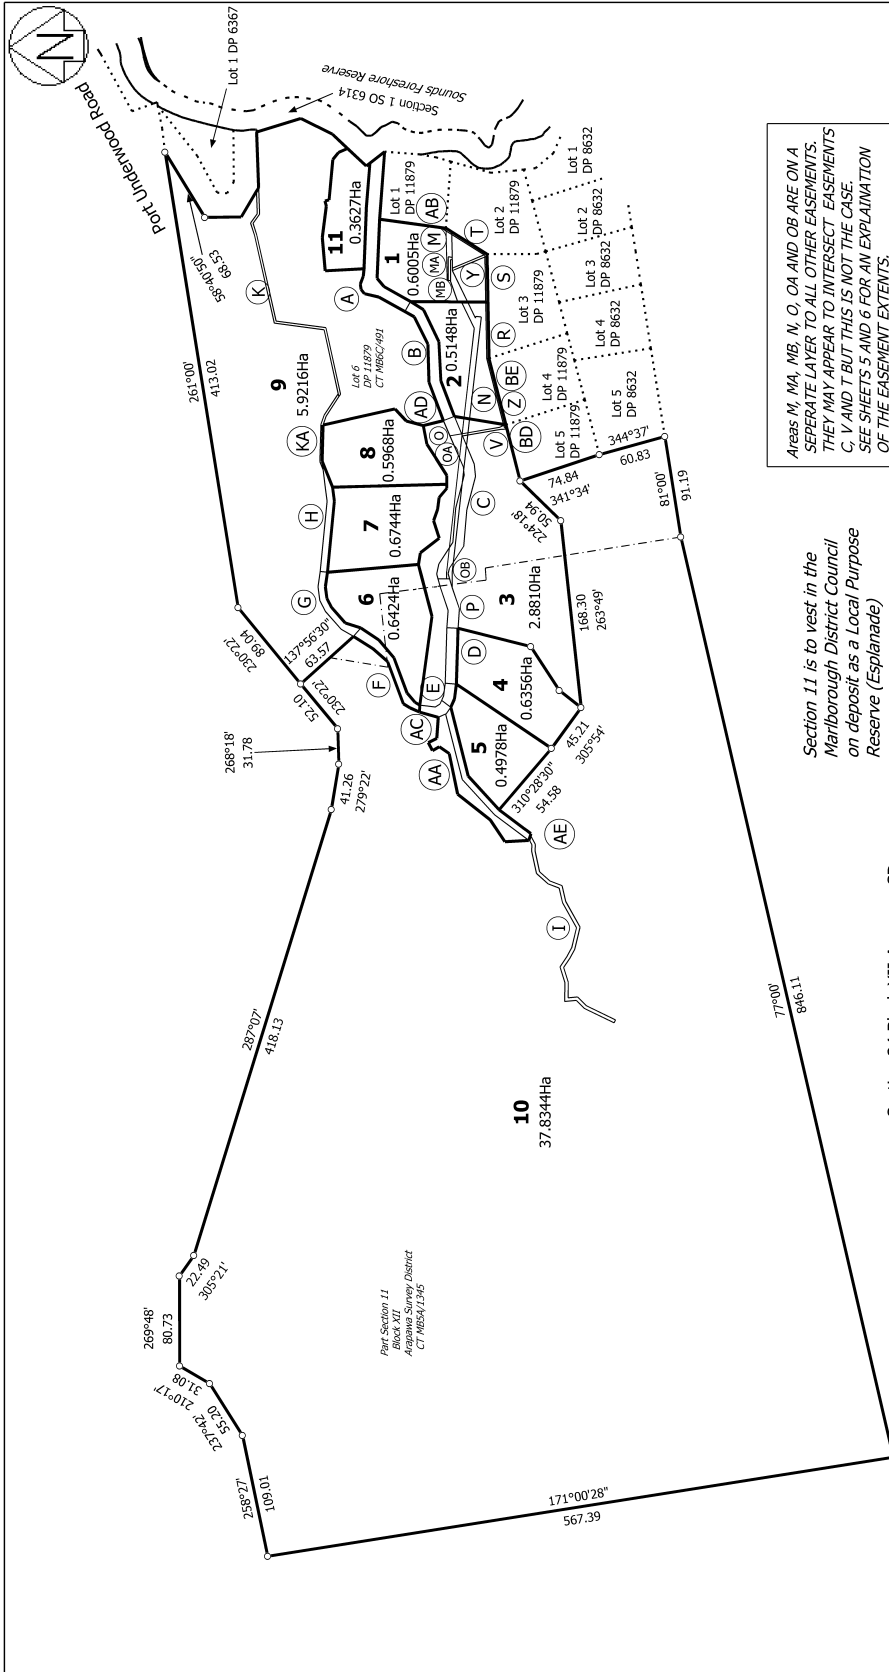 N
Port Underwood Road
Lot 1 DP 6367
Section 1 SO 6314
Sounds Foreshore Reserve
58°40'50"
68.53
261°00'
413.02
K
9
5.9216Ha
11
0.3627Ha
A
Lot 6
DP 11879
CT MB6C/491
1
0.6005Ha
Lot 1
DP 11879
AB
M
MA
MB
Y
T
S
Lot 2
DP 11879
Lot 1
DP 8632
Lot 2
DP 8632
Lot 3
DP 11879
Lot 3
DP 8632
B
2
0.5148Ha
R
N
Z
BE
Lot 4
DP 11879
Lot 4
DP 8632
KA
AD
O
OA
V
BD
Lot 5
DP 11879
Lot 5
DP 8632
8
0.5968Ha
H
7
0.6744Ha
C
74.84
341°34'
344°37'
60.83
81°00'
91.19
50.94
224°18'
G
6
0.6424Ha
OB
P
3
2.8810Ha
168.30
263°49'
230°22'
89.04
137°56'30"
63.57
F
E
D
4
0.6356Ha
52.10
230°22'
AC
AA
5
0.4978Ha
45.21
305°54'
310°28'30"
54.58
AE
I
268°18'
31.78
41.26
279°22'
287°07'
418.13
10
37.8344Ha
77°00'
846.11
Part Section 11
Block XII
Arapawa Survey District
CT MB5A/1345
22.49
305°21'
269°48'
80.73
31.08
210°17'
237°42'
55.20
258°27'
109.01
171°00'28"
567.39
Areas M, MA, MB, N, O, OA AND OB ARE ON A
SEPERATE LAYER TO ALL OTHER EASEMENTS.
THEY MAY APPEAR TO INTERSECT EASEMENTS
C, V AND T BUT THIS IS NOT THE CASE.
SEE SHEETS 5 AND 6 FOR AN EXPLAINATION
OF THE EASEMENT EXTENTS.
Section 11 is to vest in the
Marlborough District Council
on deposit as a Local Purpose
Reserve (Esplanade)